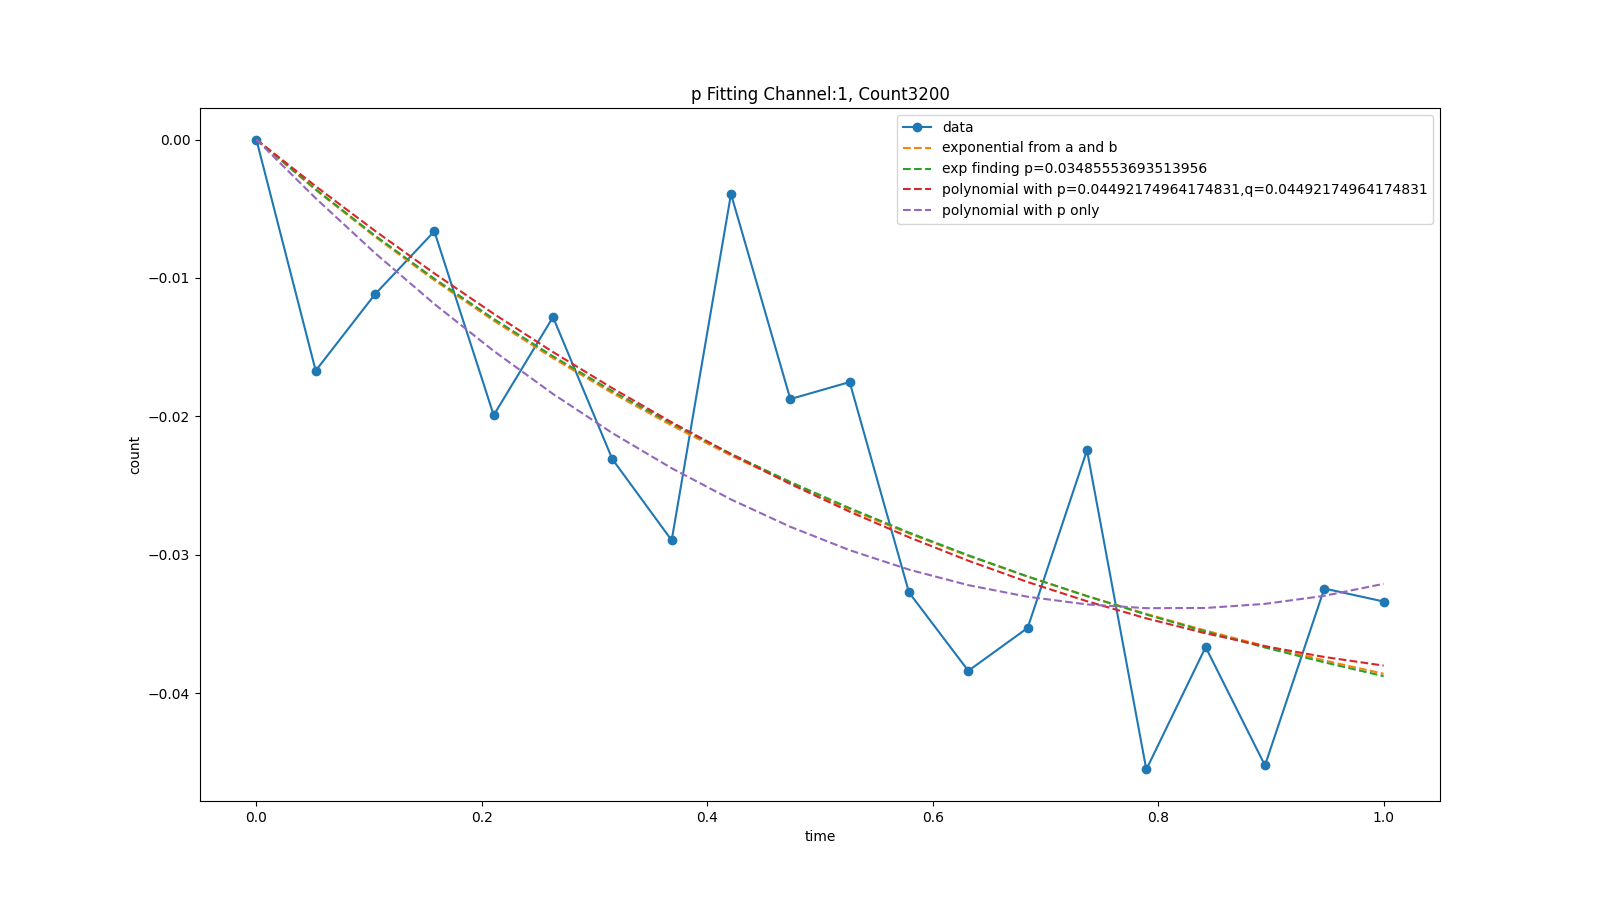 p Fitting Channel:1, Count3200
data
exponential from a and b
exp finding p=0.03485553693513956
polynomial with p=0.04492174964174831,q=0.04492174964174831
polynomial with p only
count
0.00
−0.01
−0.02
−0.03
−0.04
0.0 0.2 0.4 0.6 0.8 1.0
time